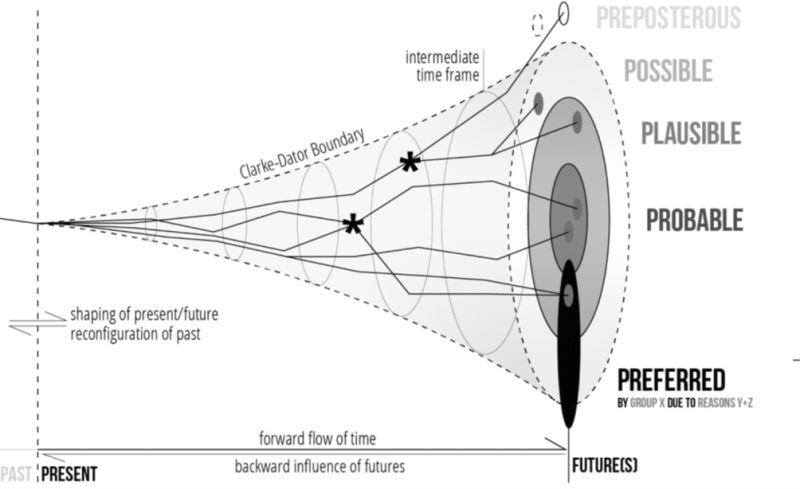 PREPOSTEROUS
POSSIBLE
intermediate
time frame
PLAUSIBLE
Clarke-Dator Boundary
*
*
PROBABLE
shaping of present/future
reconfiguration of past
PREFERRED
BY GROUP X DUE TO REASONS Y+Z
forward flow of time
backward influence of futures
PAST
PRESENT
FUTURE(S)